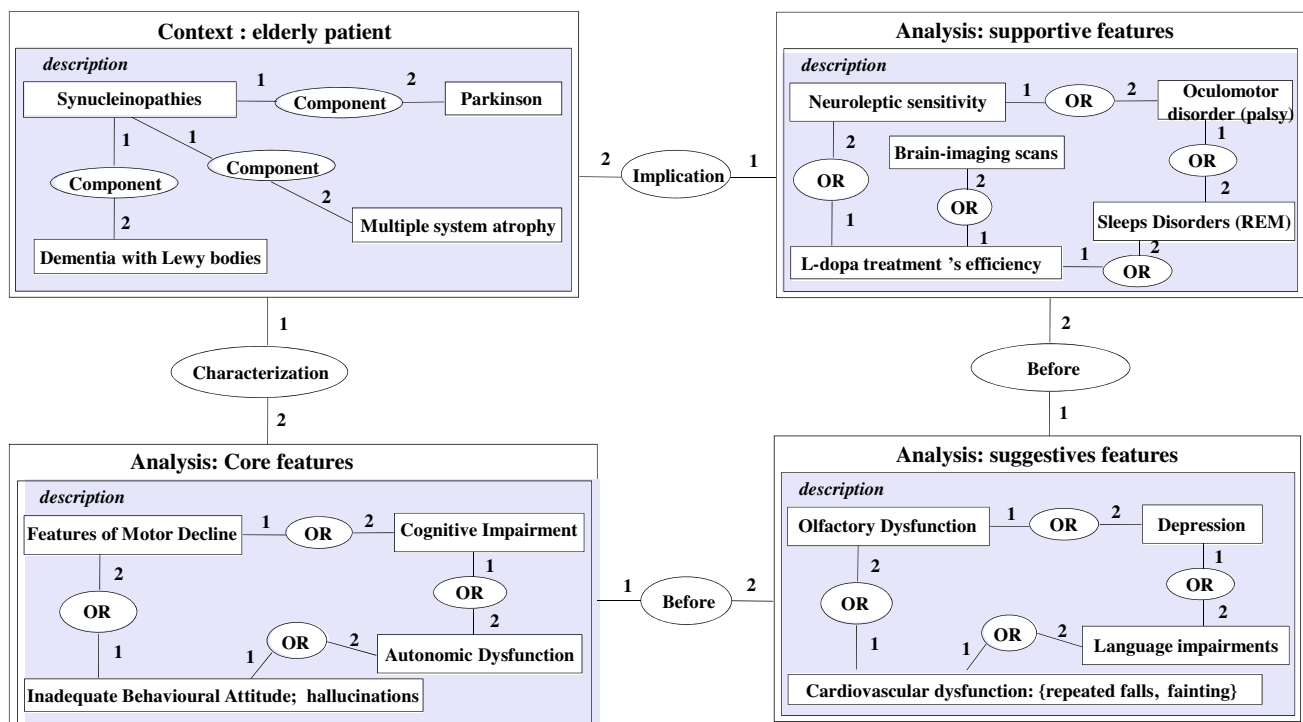 Context : elderly patient
description
1
2
Synucleinopathies
Component
Parkinson
1
1
Component
Component
2
2
Multiple system atrophy
Dementia with Lewy bodies
2
Implication
1
Analysis: supportive features
description
Neuroleptic sensitivity
1
OR
2
Oculomotor
disorder (palsy)
2
1
Brain-imaging scans
OR
OR
2
2
OR
1
1
Sleeps Disorders (REM)
2
L-dopa treatment ’s efficiency
1
OR
1
Characterization
2
2
Before
1
Analysis: Core features
description
Features of Motor Decline
1
OR
2
Cognitive Impairment
2
1
OR
OR
2
1
OR
2
1
Autonomic Dysfunction
Inadequate Behavioural Attitude; hallucinations
1
Before
2
Analysis: suggestives features
description
Olfactory Dysfunction
1
OR
2
Depression
2
1
OR
OR
2
1
OR
2
1
Language impairments
Cardiovascular dysfunction: {repeated falls, fainting}